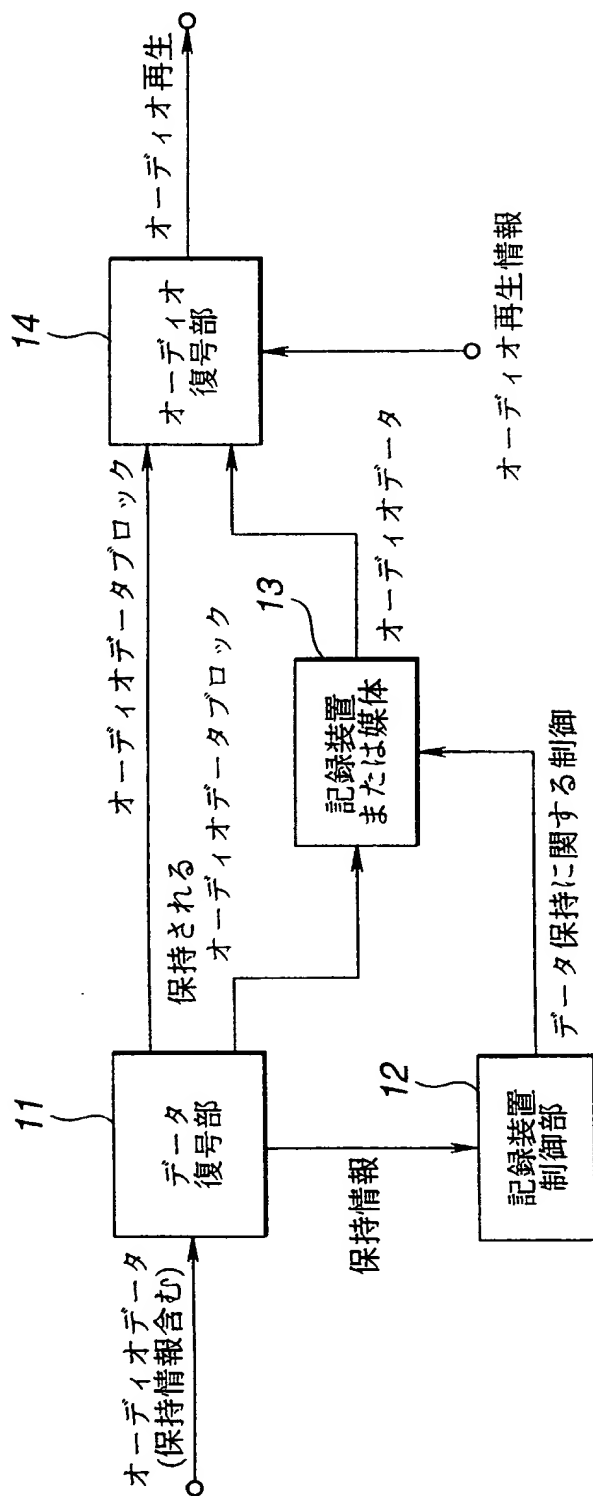 オーディオデータ
(保持情報含む)
11
データ
復号部
オーディオデータブロック
保持される
オーディオデータブロック
保持情報
12
記録装置
制御部
データ保持に関する制御
13
記録装置
または媒体
オーディオデータ
14
オーディオ
復号部
オーディオ再生
オーディオ再生情報